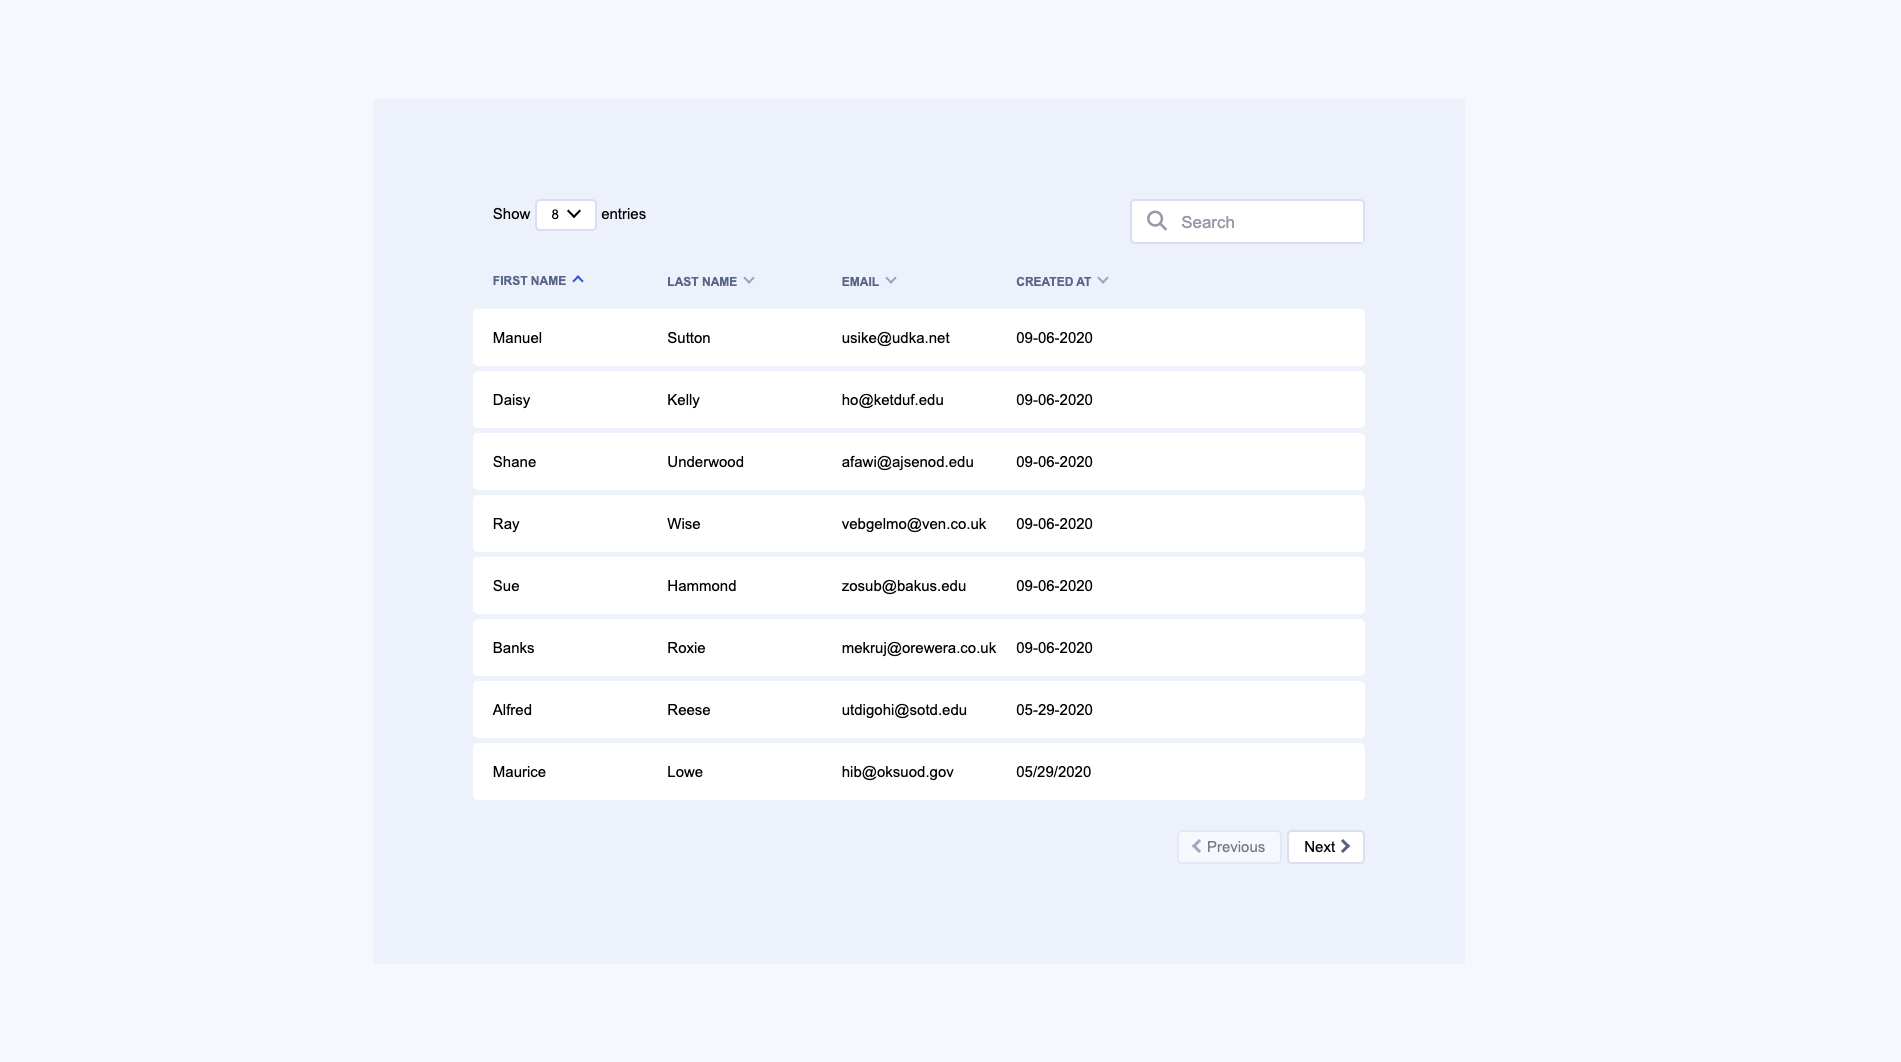 Show 8 entries
Search
FIRST NAME LAST NAME EMAIL CREATED AT
Manuel Sutton usike@udka.net 09-06-2020
Daisy Kelly ho@ketduf.edu 09-06-2020
Shane Underwood afawi@ajsenod.edu 09-06-2020
Ray Wise vebgelmo@ven.co.uk 09-06-2020
Sue Hammond zosub@bakus.edu 09-06-2020
Banks Roxie mekruj@orewera.co.uk 09-06-2020
Alfred Reese utdigohi@sotd.edu 05-29-2020
Maurice Lowe hib@oksuod.gov 05/29/2020
Previous Next